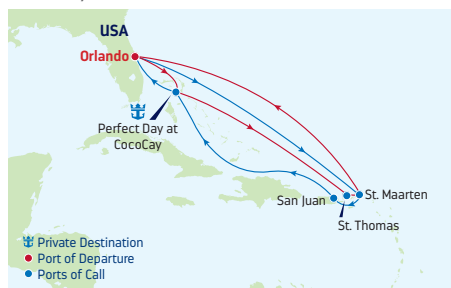 USA
Orlando
Perfect Day at
CocoCay
San Juan
St. Maarten
St. Thomas
Private Destination
Port of Departure
Ports of Call